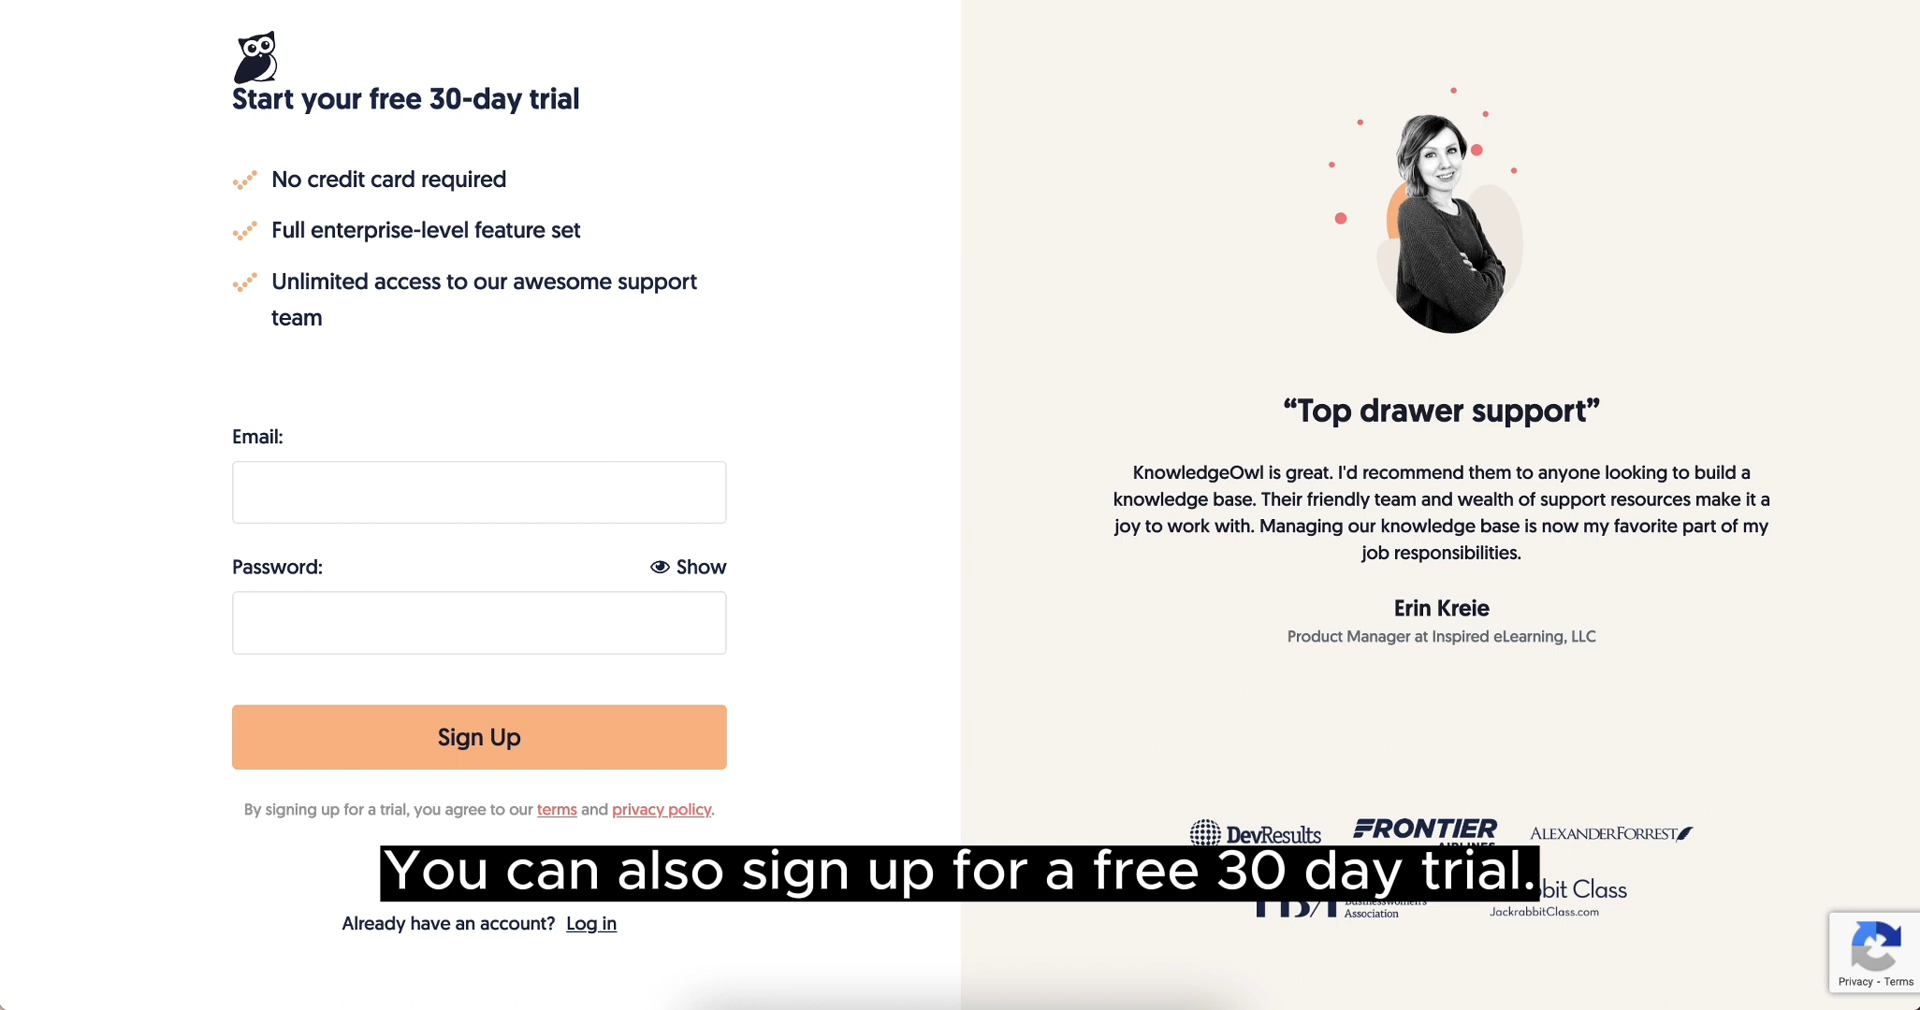 Start your free 30-day trial
No credit card required
Full enterprise-level feature set
Unlimited access to our awesome support
team
Email:
Password:
Show
Sign Up
By signing up for a trial, you agree to our terms and privacy policy.
Already have an account? Log in
“Top drawer support”
KnowledgeOwl is great. I'd recommend them to anyone looking to build a
knowledge base. Their friendly team and wealth of support resources make it a
joy to work with. Managing our knowledge base is now my favorite part of my
job responsibilities.
Erin Kreie
Product Manager at Inspired eLearning, LLC
DevResults
FRONTIER
ALEXANDERFORREST
You can also sign up for a free 30 day trial.
bit Class
Association
JackrabbitClass.com
Privacy - Terms